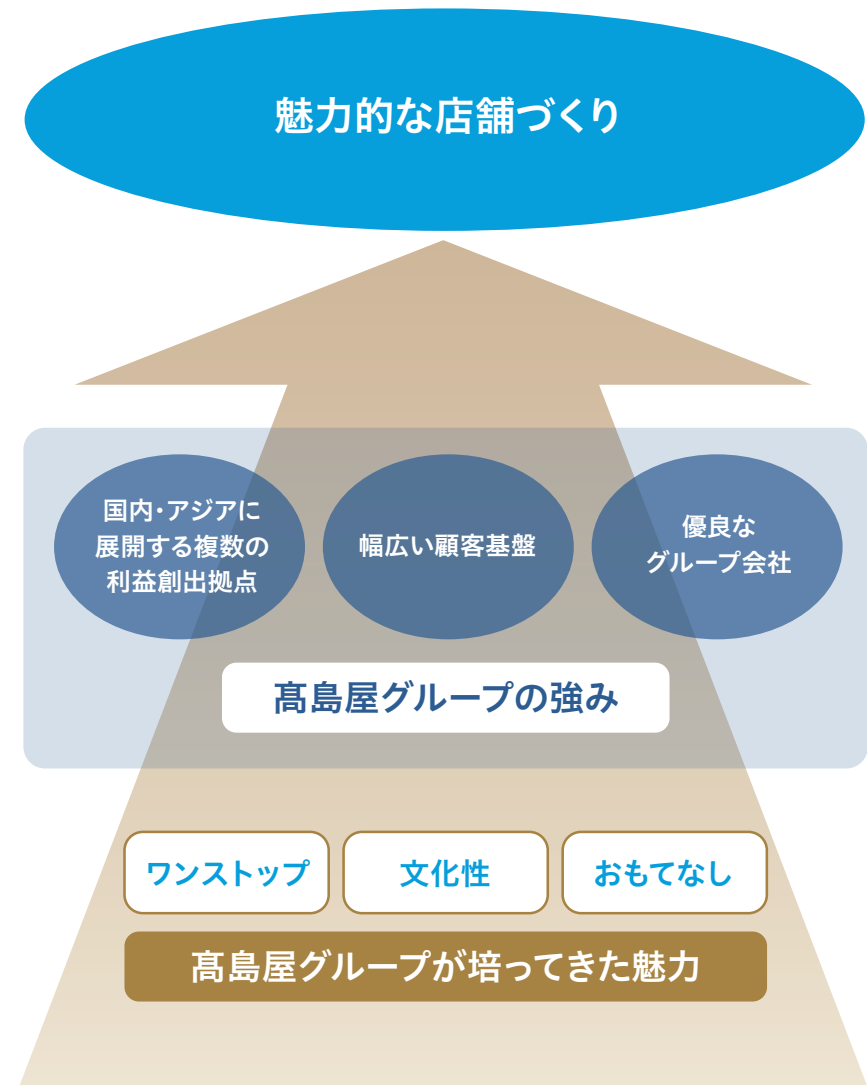 魅力的な店舗づくり
国内・アジアに
展開する複数の
利益創出拠点
幅広い顧客基盤
優良な
グループ会社
髙島屋グループの強み
ワンストップ
文化性
おもてなし
髙島屋グループが培ってきた魅力